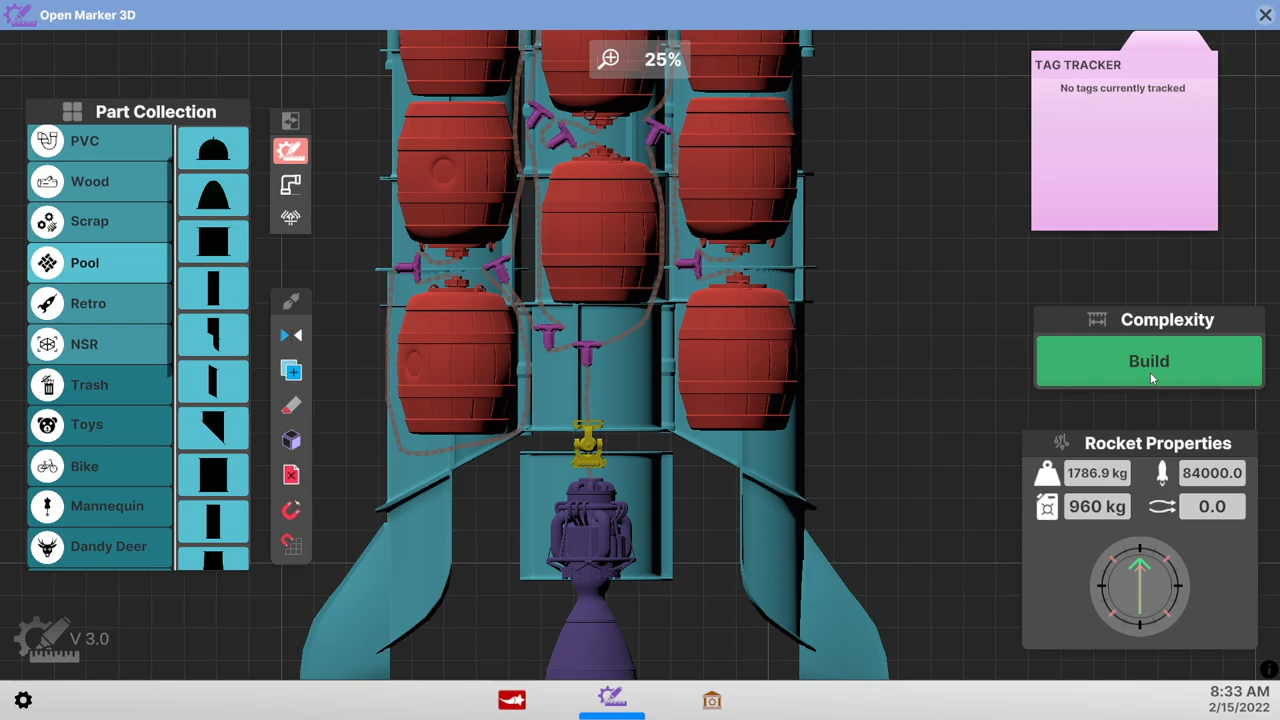 Open Marker 3D
25%
TAG TRACKER
No tags currently tracked
Part Collection
PVC
Wood
Scrap
Pool
Retro
NSR
Trash
Toys
Bike
Mannequin
Dandy Deer
Complexity
Build
Rocket Properties
1786.9 kg
84000.0
960 kg
0.0
V 3.0
8:33 AM
2/15/2022